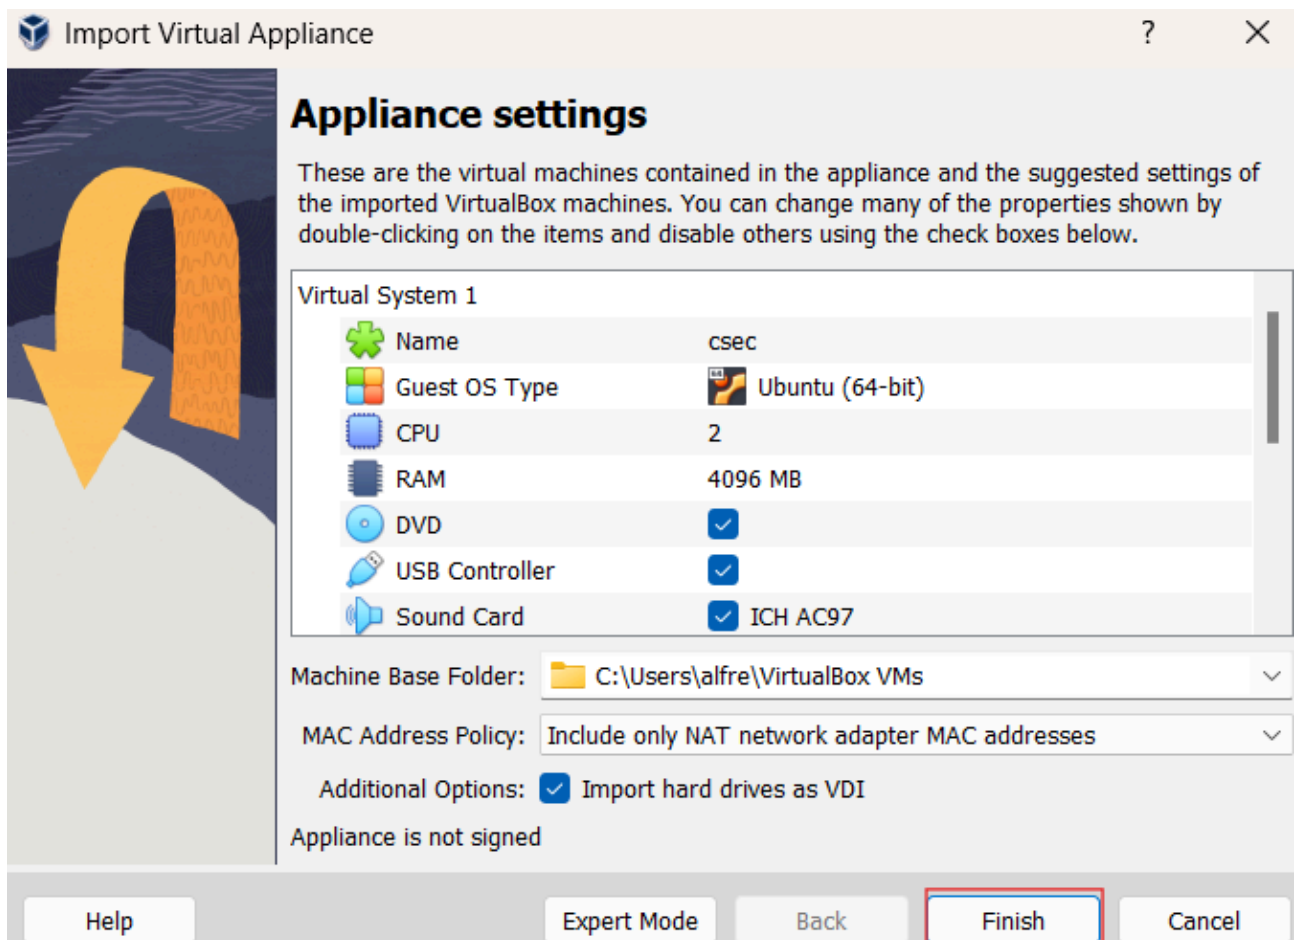 Import Virtual Appliance
?
Appliance settings
These are the virtual machines contained in the appliance and the suggested settings of
the imported VirtualBox machines. You can change many of the properties shown by
double-clicking on the items and disable others using the check boxes below.
Virtual System 1
Name csec
Guest OS Type 64 Ubuntu (64-bit)
CPU 2
RAM 4096 MB
DVD
USB Controller
Sound Card ICH AC97
Machine Base Folder: C:\Users\alfre\VirtualBox VMs
MAC Address Policy: Include only NAT network adapter MAC addresses
Additional Options: Import hard drives as VDI
Appliance is not signed
Help Expert Mode Back Finish Cancel